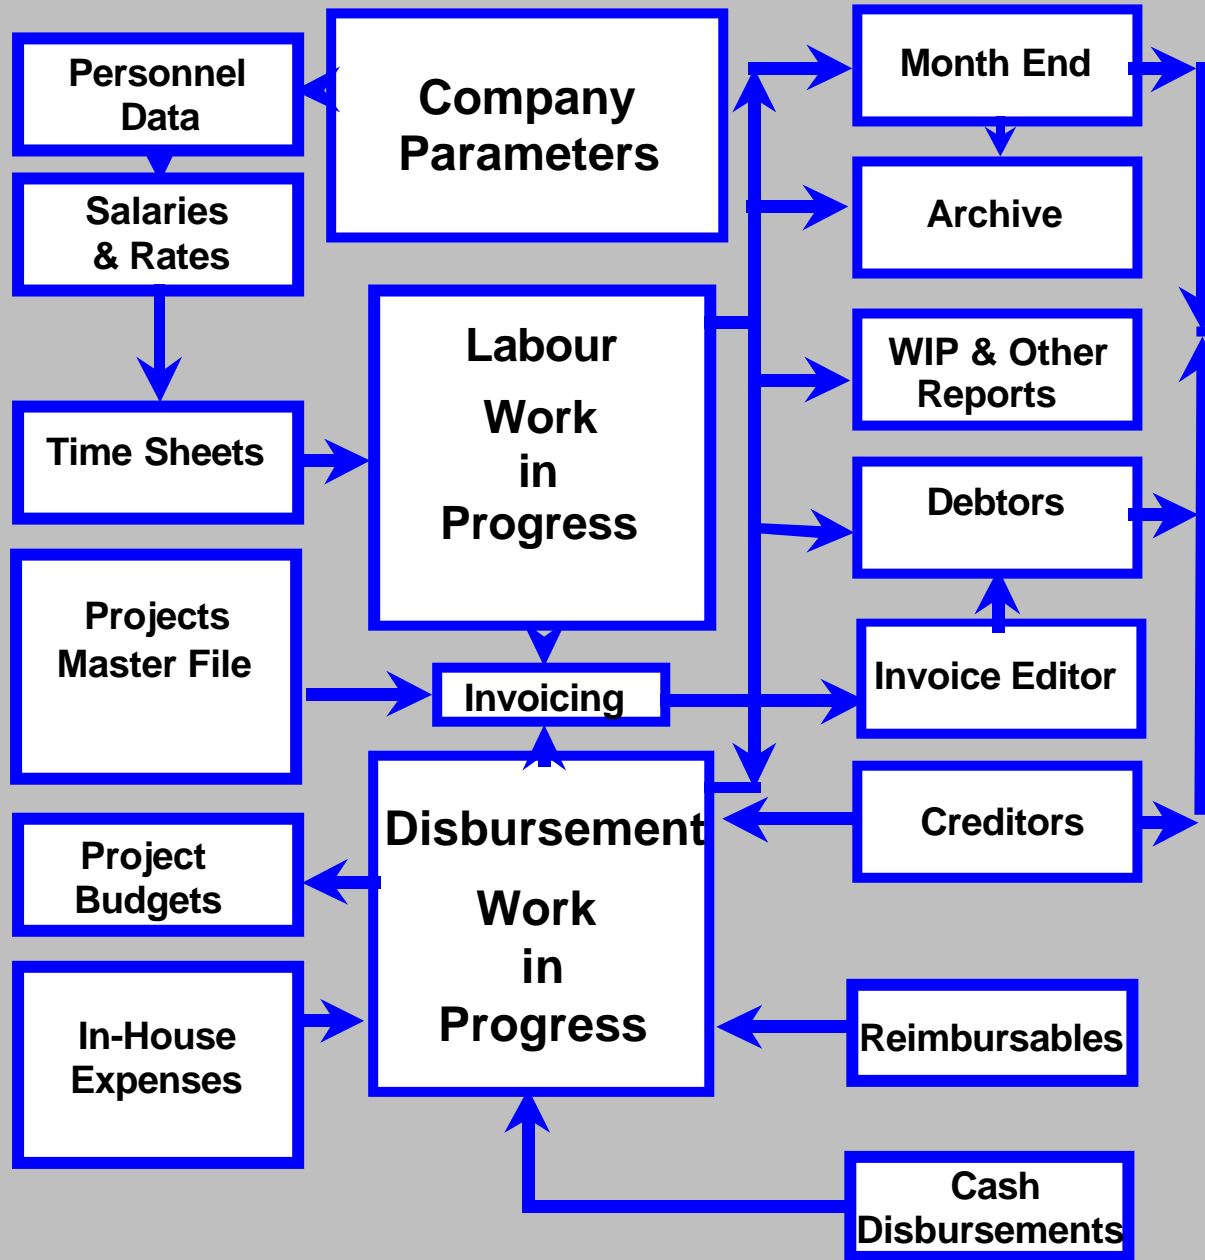 Personnel
Data
Company
Parameters
Month End
Salaries
& Rates
Archive
Labour
Work
in
Progress
WIP & Other
Reports
Time Sheets
Debtors
Projects
Master File
Invoicing
Invoice Editor
Disbursement
Work
in
Progress
Creditors
Project
Budgets
In-House
Expenses
Reimbursables
Cash
Disbursements